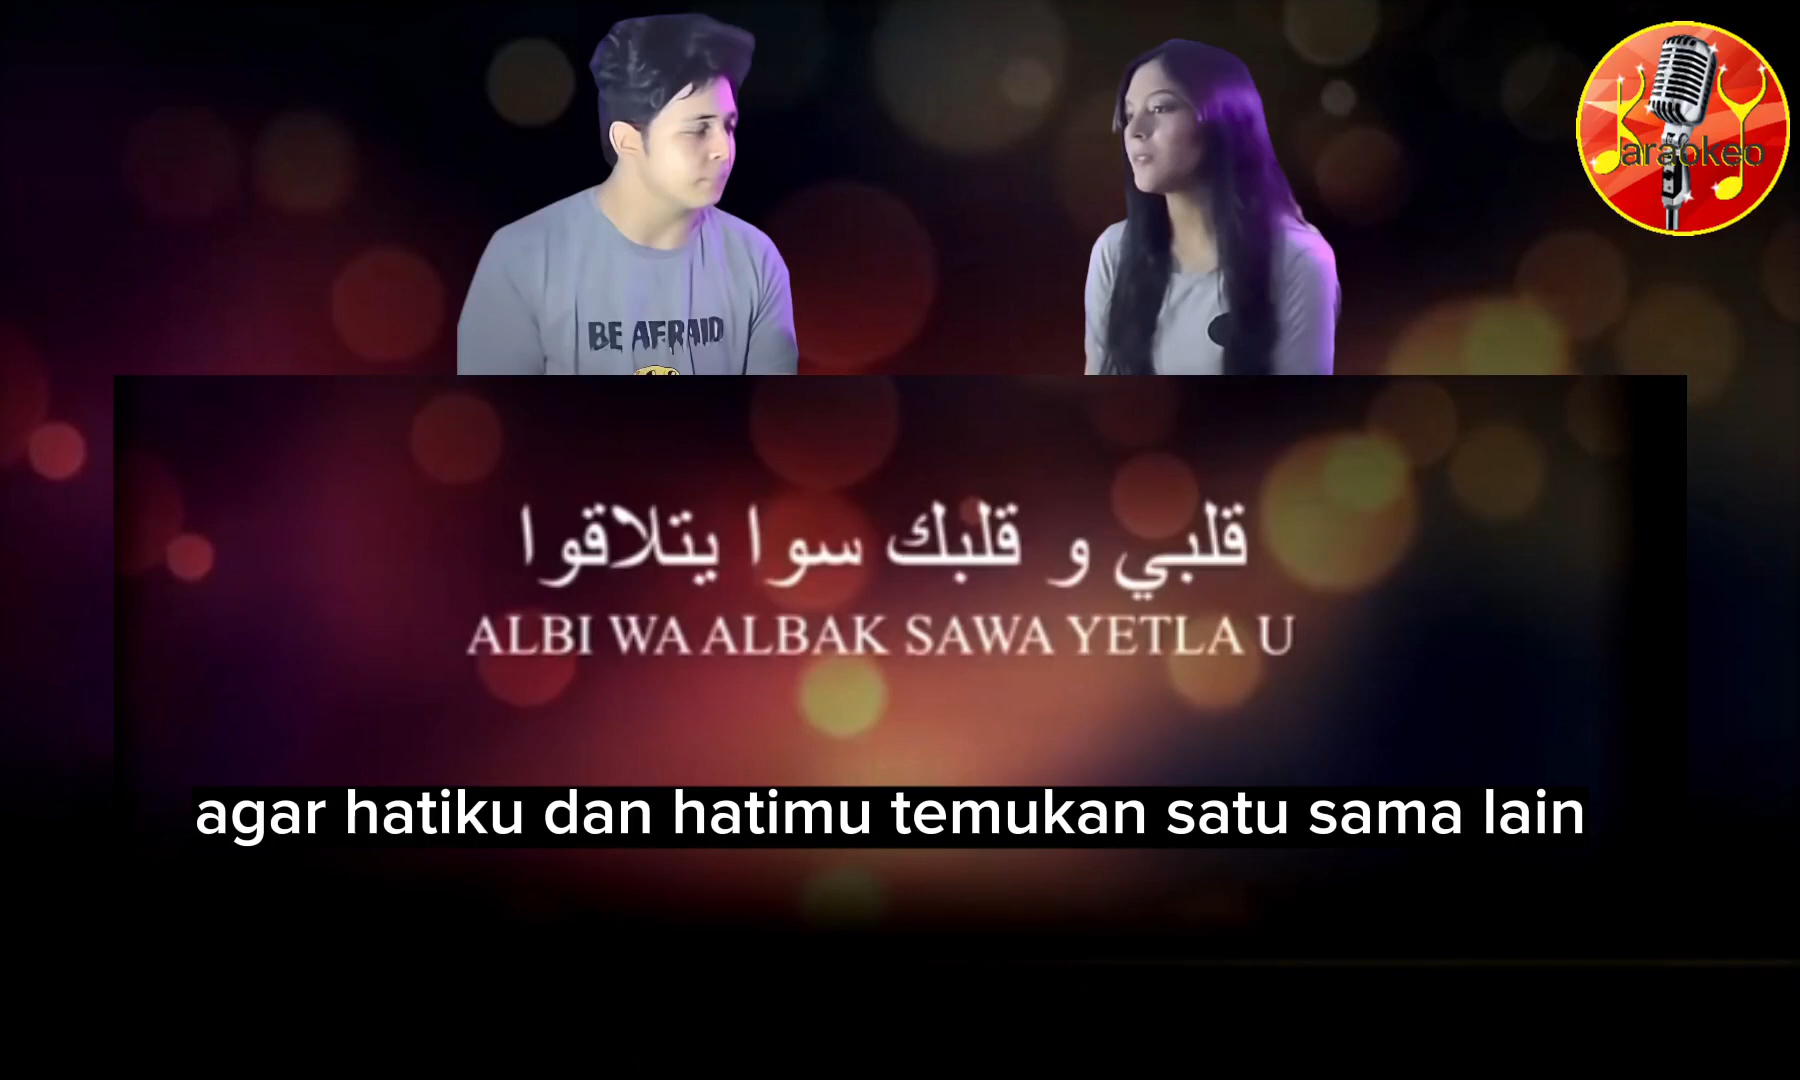 Karaokeo
BE AFRAID
قلبي و قلبك سوا يتلاقوا
ALBI WA ALBAK SAWA YETLA U
agar hatiku dan hatimu temukan satu sama lain